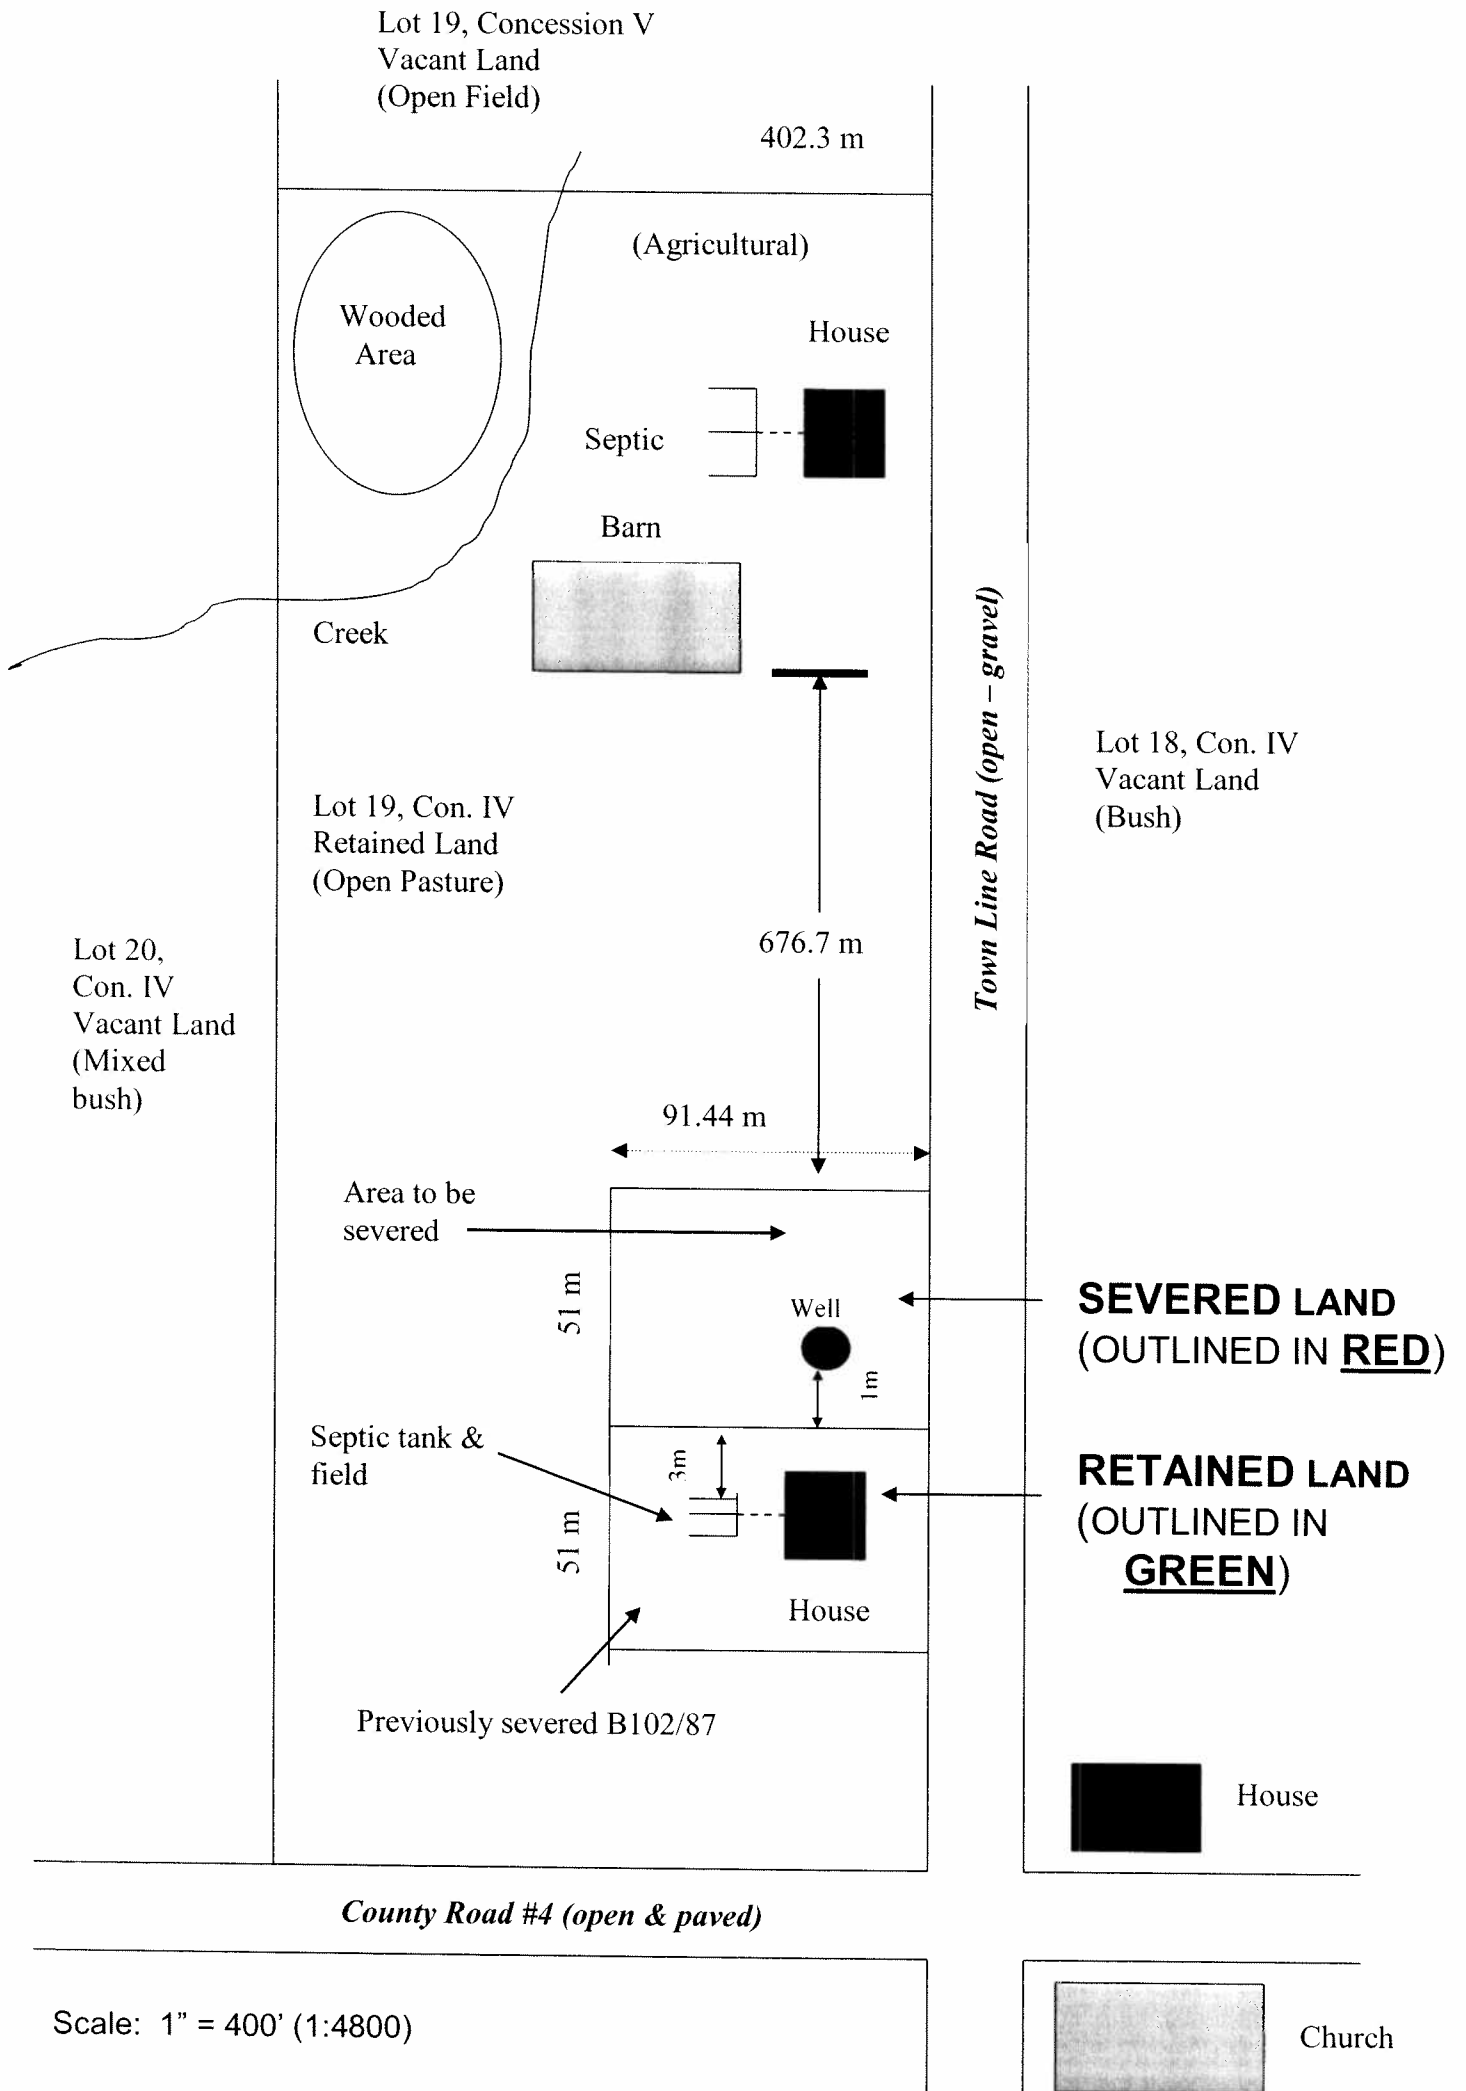 Lot 19, Concession V
Vacant Land
(Open Field)
402.3 m
(Agricultural)
Wooded
Area
House
Septic
Barn
Creek
Town Line Road (open – gravel)
Lot 18, Con. IV
Vacant Land
(Bush)
Lot 19, Con. IV
Retained Land
(Open Pasture)
676.7 m
Lot 20,
Con. IV
Vacant Land
(Mixed
bush)
91.44 m
Area to be
severed
51 m
Well
1m
SEVERED LAND
(OUTLINED IN RED)
Septic tank &
field
3m
51 m
RETAINED LAND
(OUTLINED IN
GREEN)
House
Previously severed B102/87
House
County Road #4 (open & paved)
Scale: 1” = 400’ (1:4800)
Church